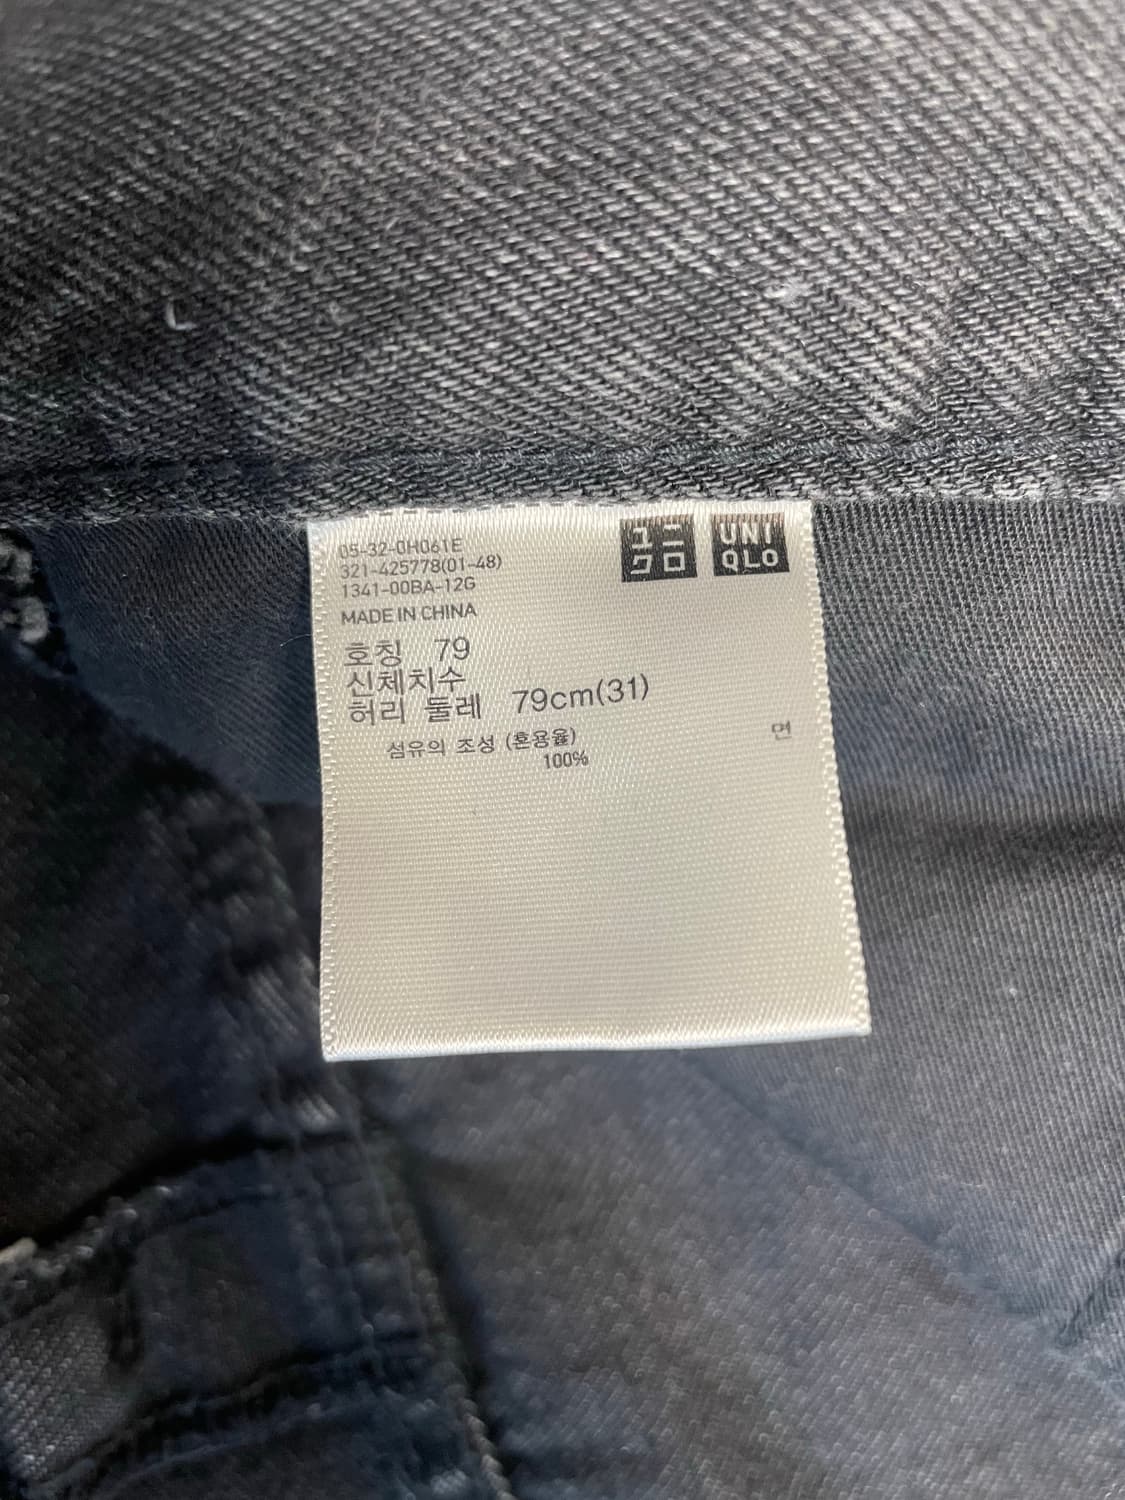 ユニクロ
UNIQLO
05-32-0H061E
321-425778(01-48)
1341-00BA-12G
MADE IN CHINA
호칭 79
신체치수
허리 둘레 79cm(31)
섬유의 조성 (혼용율)
면
100%